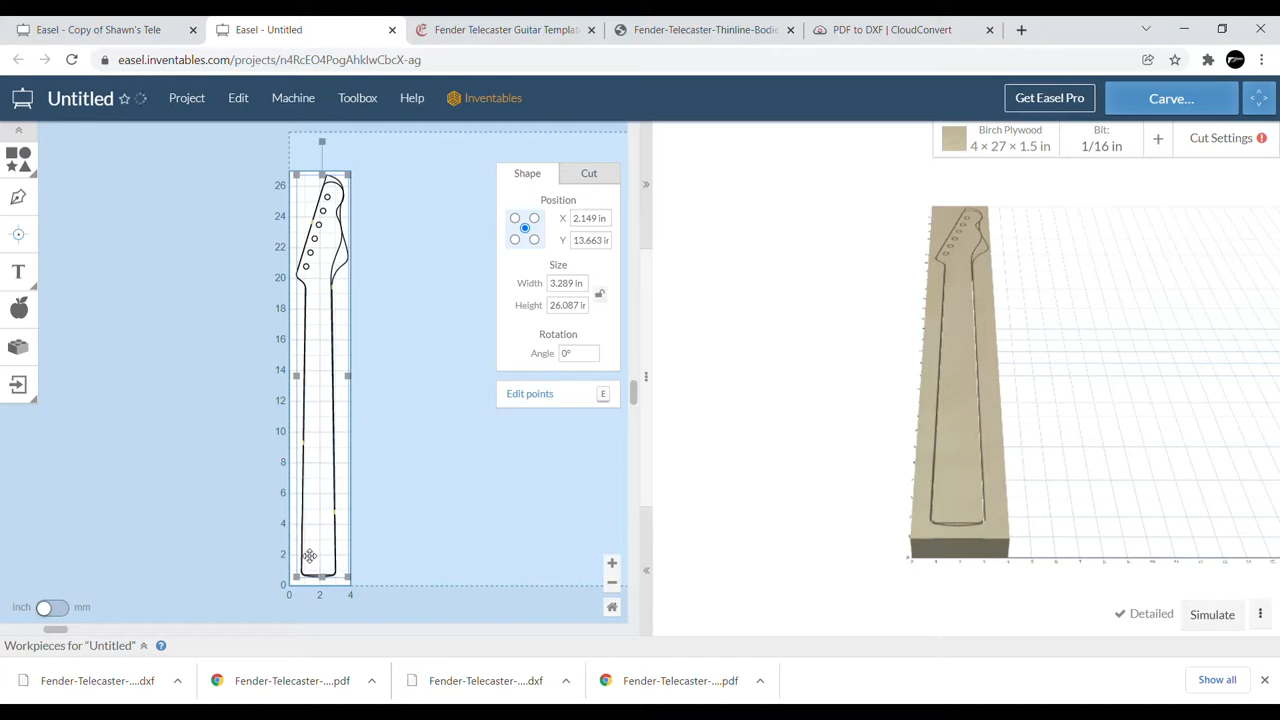 Easel - Copy of Shawn's Tele
Easel - Untitled
Fender Telecaster Guitar Templat
Fender-Telecaster-Thinline-Bodie
PDF to DXF | CloudConvert
easel.inventables.com/projects/n4RcEO4PogAhkIwCbcX-ag
Untitled
Project
Edit
Machine
Toolbox
Help
Inventables
Get Easel Pro
Carve...
Birch Plywood
4 × 27 × 1.5 in
Bit:
1/16 in
Cut Settings
Shape
Cut
Position
X 2.149 in
Y 13.663 ir
Size
Width 3.289 in
Height 26.087 ir
Rotation
Angle 0°
Edit points E
T
26
24
22
20
18
16
14
12
10
8
6
4
2
0
0 2 4
inch mm
Detailed
Simulate
Workpieces for “Untitled”
Fender-Telecaster-....dxf
Fender-Telecaster-....pdf
Fender-Telecaster-....dxf
Fender-Telecaster-....pdf
Show all